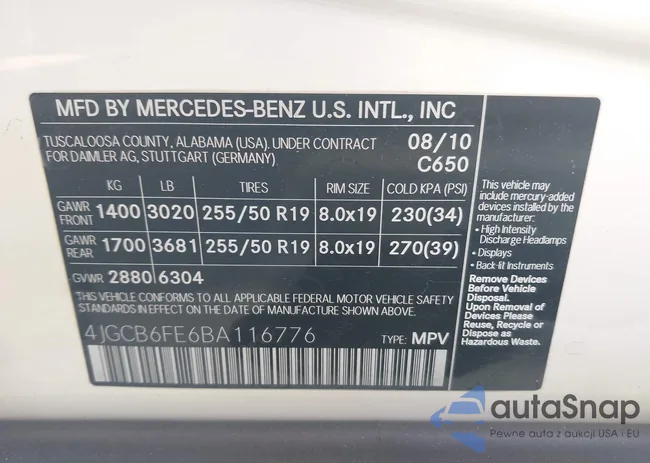 MFD BY MERCEDES-BENZ U.S. INTL., INC
TUSCALOOSA COUNTY, ALABAMA (USA). UNDER CONTRACT
FOR DAIMLER AG, STUTTGART (GERMANY)
08/10
C650
KG LB TIRES RIM SIZE COLD KPA (PSI)
GAWR FRONT 1400 3020 255/50 R19 8.0x19 230(34)
GAWR REAR 1700 3681 255/50 R19 8.0x19 270(39)
GVWR 2880 6304
THIS VEHICLE CONFORMS TO ALL APPLICABLE FEDERAL MOTOR VEHICLE SAFETY
STANDARDS IN EFFECT ON THE DATE OF MANUFACTURE SHOWN ABOVE.
4JGCB6FE6BA116776
TYPE: MPV
This vehicle may
include mercury-added
devices installed by the
manufacturer:
• High Intensity
Discharge Headlamps
• Displays
• Back-lit Instruments
Remove Devices
Before Vehicle
Disposal.
Upon Removal of
Devices Please
Reuse, Recycle or
Dispose as
Hazardous Waste.
autaSnap
Pewne auta z aukcji USA i EU